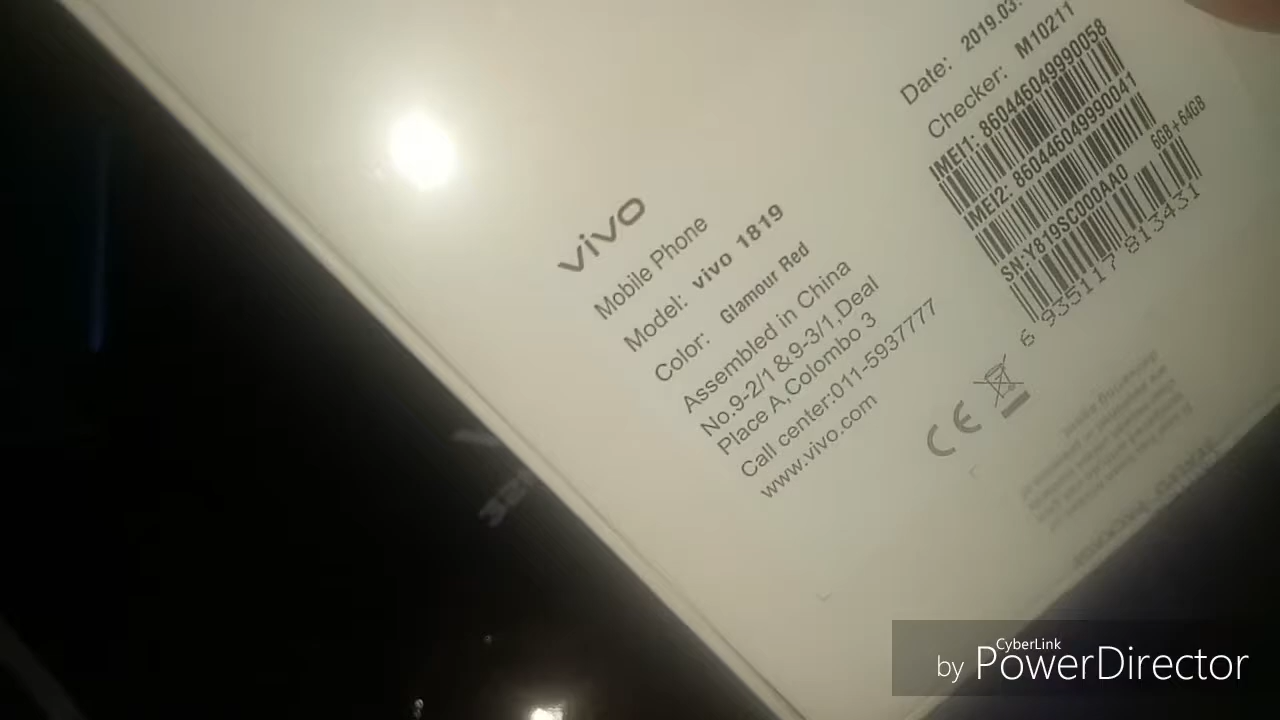 vivo
Mobile Phone
Model: vivo 1819
Color: Glamour Red
Assembled in China
No.9-2/1 & 9-3/1,Deal
Place A,Colombo 3
Call center:011-5937777
www.vivo.com
Date: 2019.03.
Checker: M10211
IMEI1: 860446049990058
IMEI2: 860446049990041
SN:Y819SC000AA0 6GB+64GB
6 935117 813431
CE
CyberLink
by PowerDirector